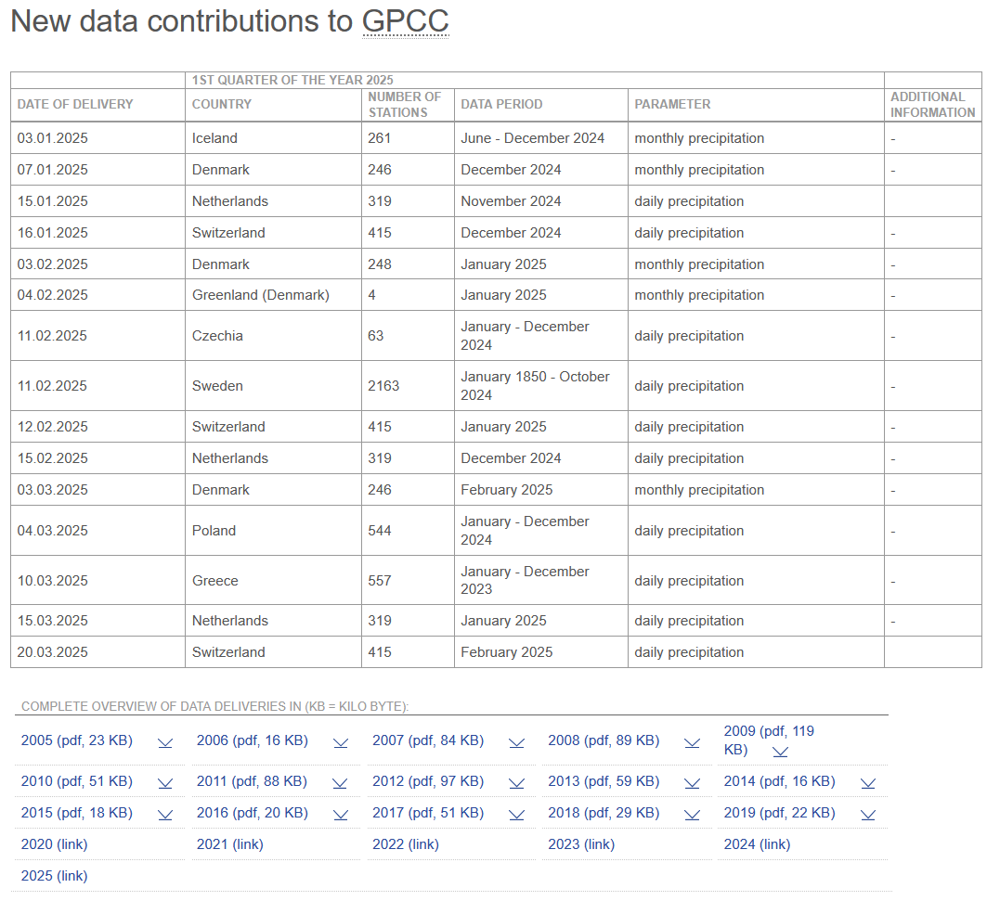 New data contributions to GPCC
1ST QUARTER OF THE YEAR 2025
DATE OF DELIVERY COUNTRY NUMBER OF STATIONS DATA PERIOD PARAMETER ADDITIONAL INFORMATION
03.01.2025 Iceland 261 June - December 2024 monthly precipitation -
07.01.2025 Denmark 246 December 2024 monthly precipitation -
15.01.2025 Netherlands 319 November 2024 daily precipitation
16.01.2025 Switzerland 415 December 2024 daily precipitation -
03.02.2025 Denmark 248 January 2025 monthly precipitation -
04.02.2025 Greenland (Denmark) 4 January 2025 monthly precipitation -
11.02.2025 Czechia 63 January - December 2024 daily precipitation -
11.02.2025 Sweden 2163 January 1850 - October 2024 daily precipitation -
12.02.2025 Switzerland 415 January 2025 daily precipitation -
15.02.2025 Netherlands 319 December 2024 daily precipitation -
03.03.2025 Denmark 246 February 2025 monthly precipitation -
04.03.2025 Poland 544 January - December 2024 daily precipitation -
10.03.2025 Greece 557 January - December 2023 daily precipitation -
15.03.2025 Netherlands 319 January 2025 daily precipitation -
20.03.2025 Switzerland 415 February 2025 daily precipitation
COMPLETE OVERVIEW OF DATA DELIVERIES IN (KB = KILO BYTE):
2005 (pdf, 23 KB) 2006 (pdf, 16 KB) 2007 (pdf, 84 KB) 2008 (pdf, 89 KB) 2009 (pdf, 119 KB)
2010 (pdf, 51 KB) 2011 (pdf, 88 KB) 2012 (pdf, 97 KB) 2013 (pdf, 59 KB) 2014 (pdf, 16 KB)
2015 (pdf, 18 KB) 2016 (pdf, 20 KB) 2017 (pdf, 51 KB) 2018 (pdf, 29 KB) 2019 (pdf, 22 KB)
2020 (link) 2021 (link) 2022 (link) 2023 (link) 2024 (link)
2025 (link)